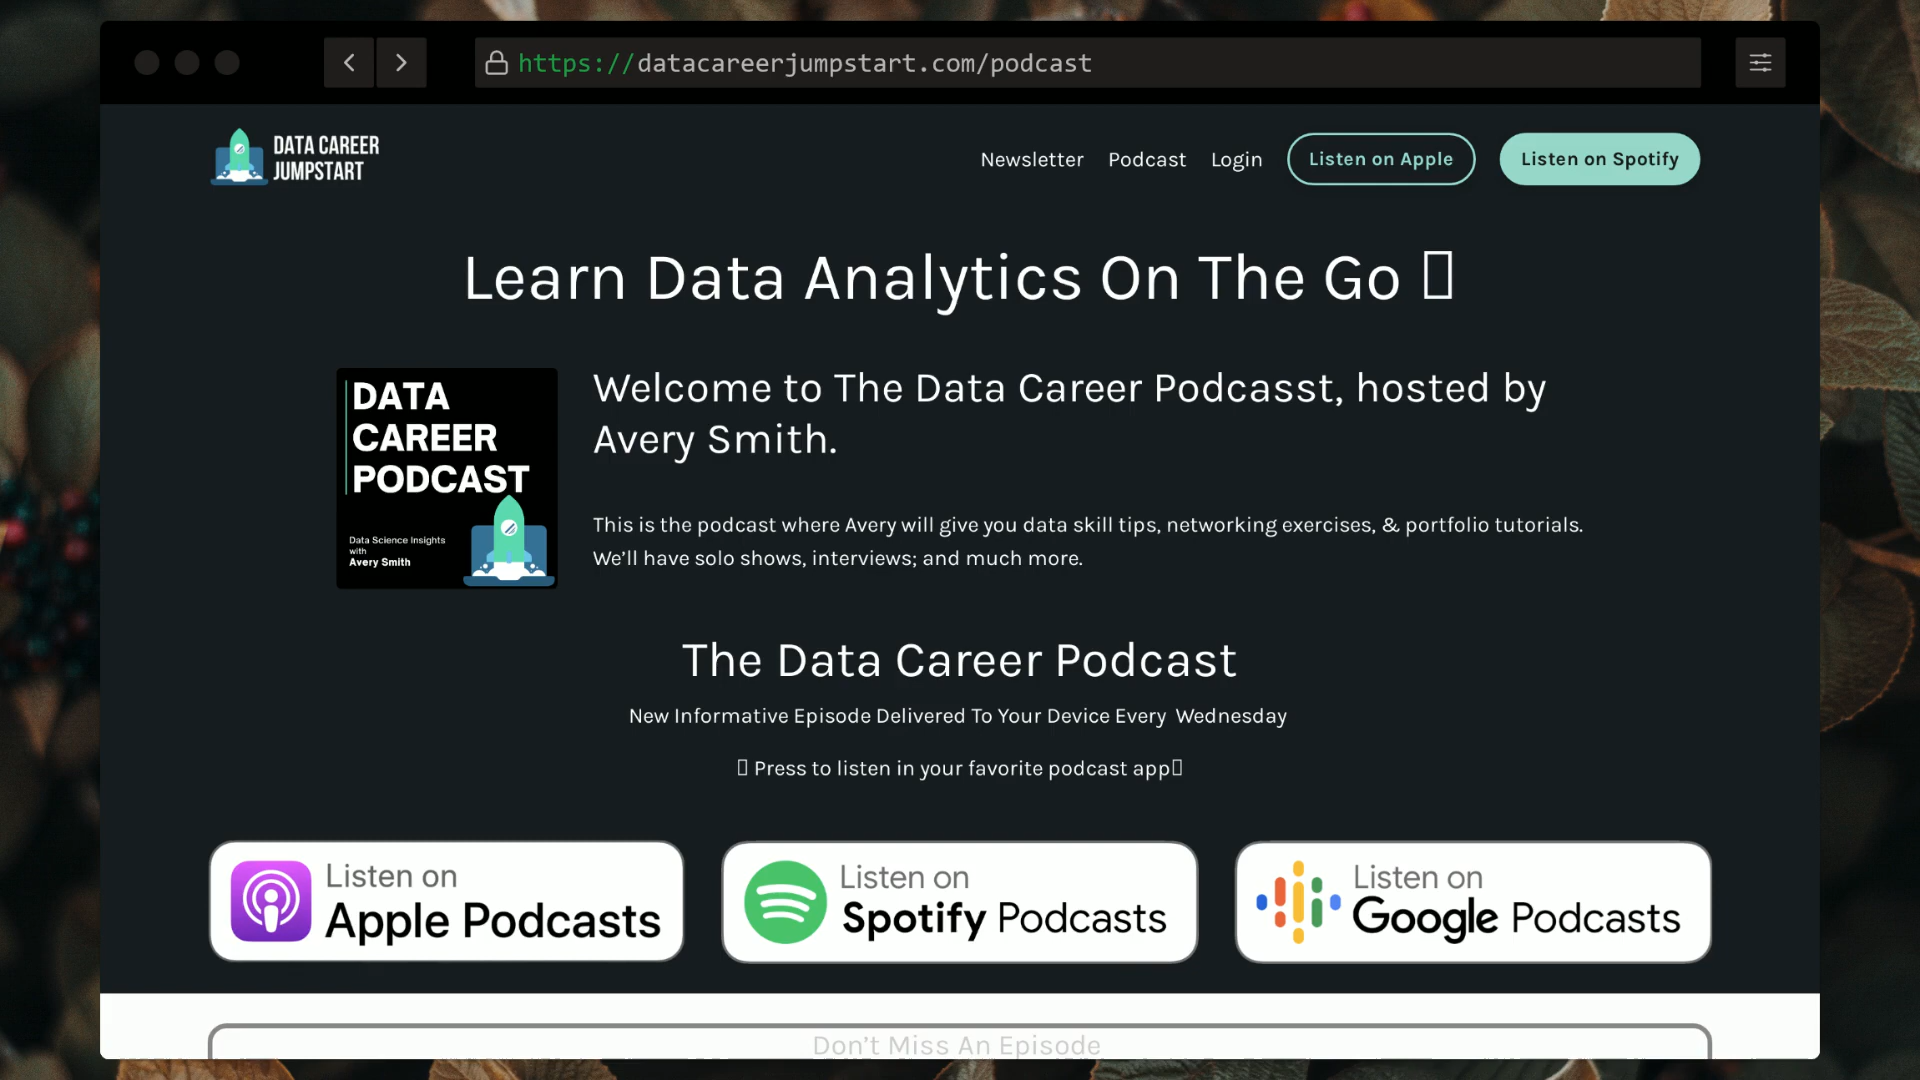 https://datacareerjumpstart.com/podcast
DATA CAREER
JUMPSTART
Newsletter Podcast Login Listen on Apple Listen on Spotify
Learn Data Analytics On The Go
DATA
CAREER
PODCAST
Data Science Insights
with
Avery Smith
Welcome to The Data Career Podcasst, hosted by
Avery Smith.
This is the podcast where Avery will give you data skill tips, networking exercises, & portfolio tutorials.
We’ll have solo shows, interviews; and much more.
The Data Career Podcast
New Informative Episode Delivered To Your Device Every Wednesday
Press to listen in your favorite podcast app
Listen on
Apple Podcasts
Listen on
Spotify Podcasts
Listen on
Google Podcasts
Don’t Miss An Episode